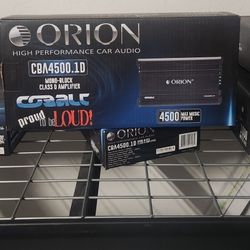 ORION
HIGH PERFORMANCE CAR AUDIO
CBA4500.1D
MONO-BLOCK
CLASS D AMPLIFIER
COBALT
proud to be LOUD!
ORION
4500 MAX MUSIC
POWER
ORION
CBA4500.1D